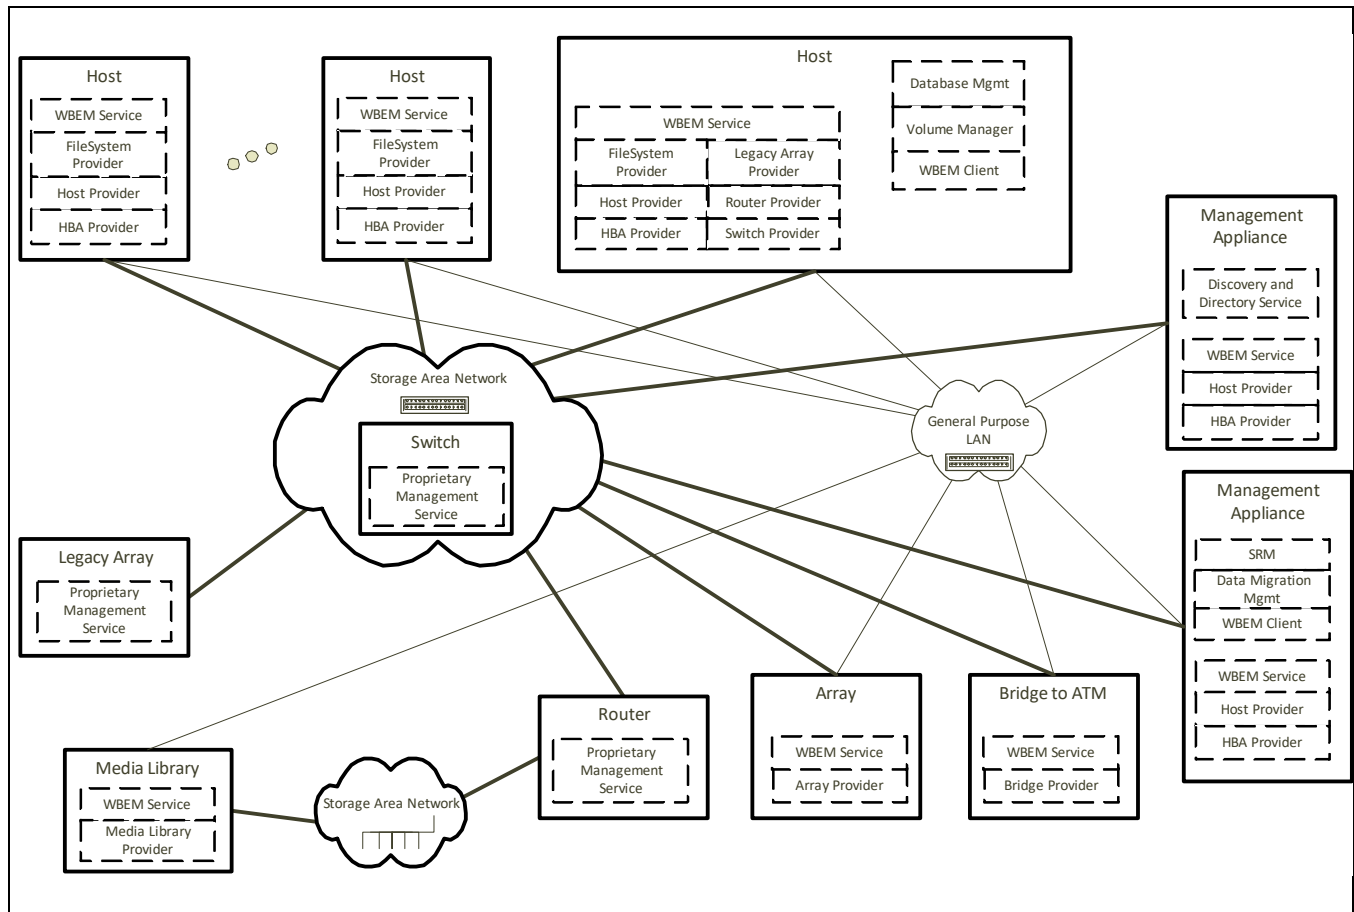 Host
WBEM Service
FileSystem
Provider
Host Provider
HBA Provider
Host
WBEM Service
FileSystem
Provider
Host Provider
HBA Provider
Host
WBEM Service
FileSystem
Provider
Legacy Array
Provider
Host Provider
Router Provider
HBA Provider
Switch Provider
Database Mgmt
Volume Manager
WBEM Client
Management
Appliance
Discovery and
Directory Service
WBEM Service
Host Provider
HBA Provider
Storage Area Network
Switch
Proprietary
Management
Service
General Purpose
LAN
Management
Appliance
SRM
Data Migration
Mgmt
WBEM Client
WBEM Service
Host Provider
HBA Provider
Legacy Array
Proprietary
Management
Service
Media Library
WBEM Service
Media Library
Provider
Storage Area Network
Router
Proprietary
Management
Service
Array
WBEM Service
Array Provider
Bridge to ATM
WBEM Service
Bridge Provider